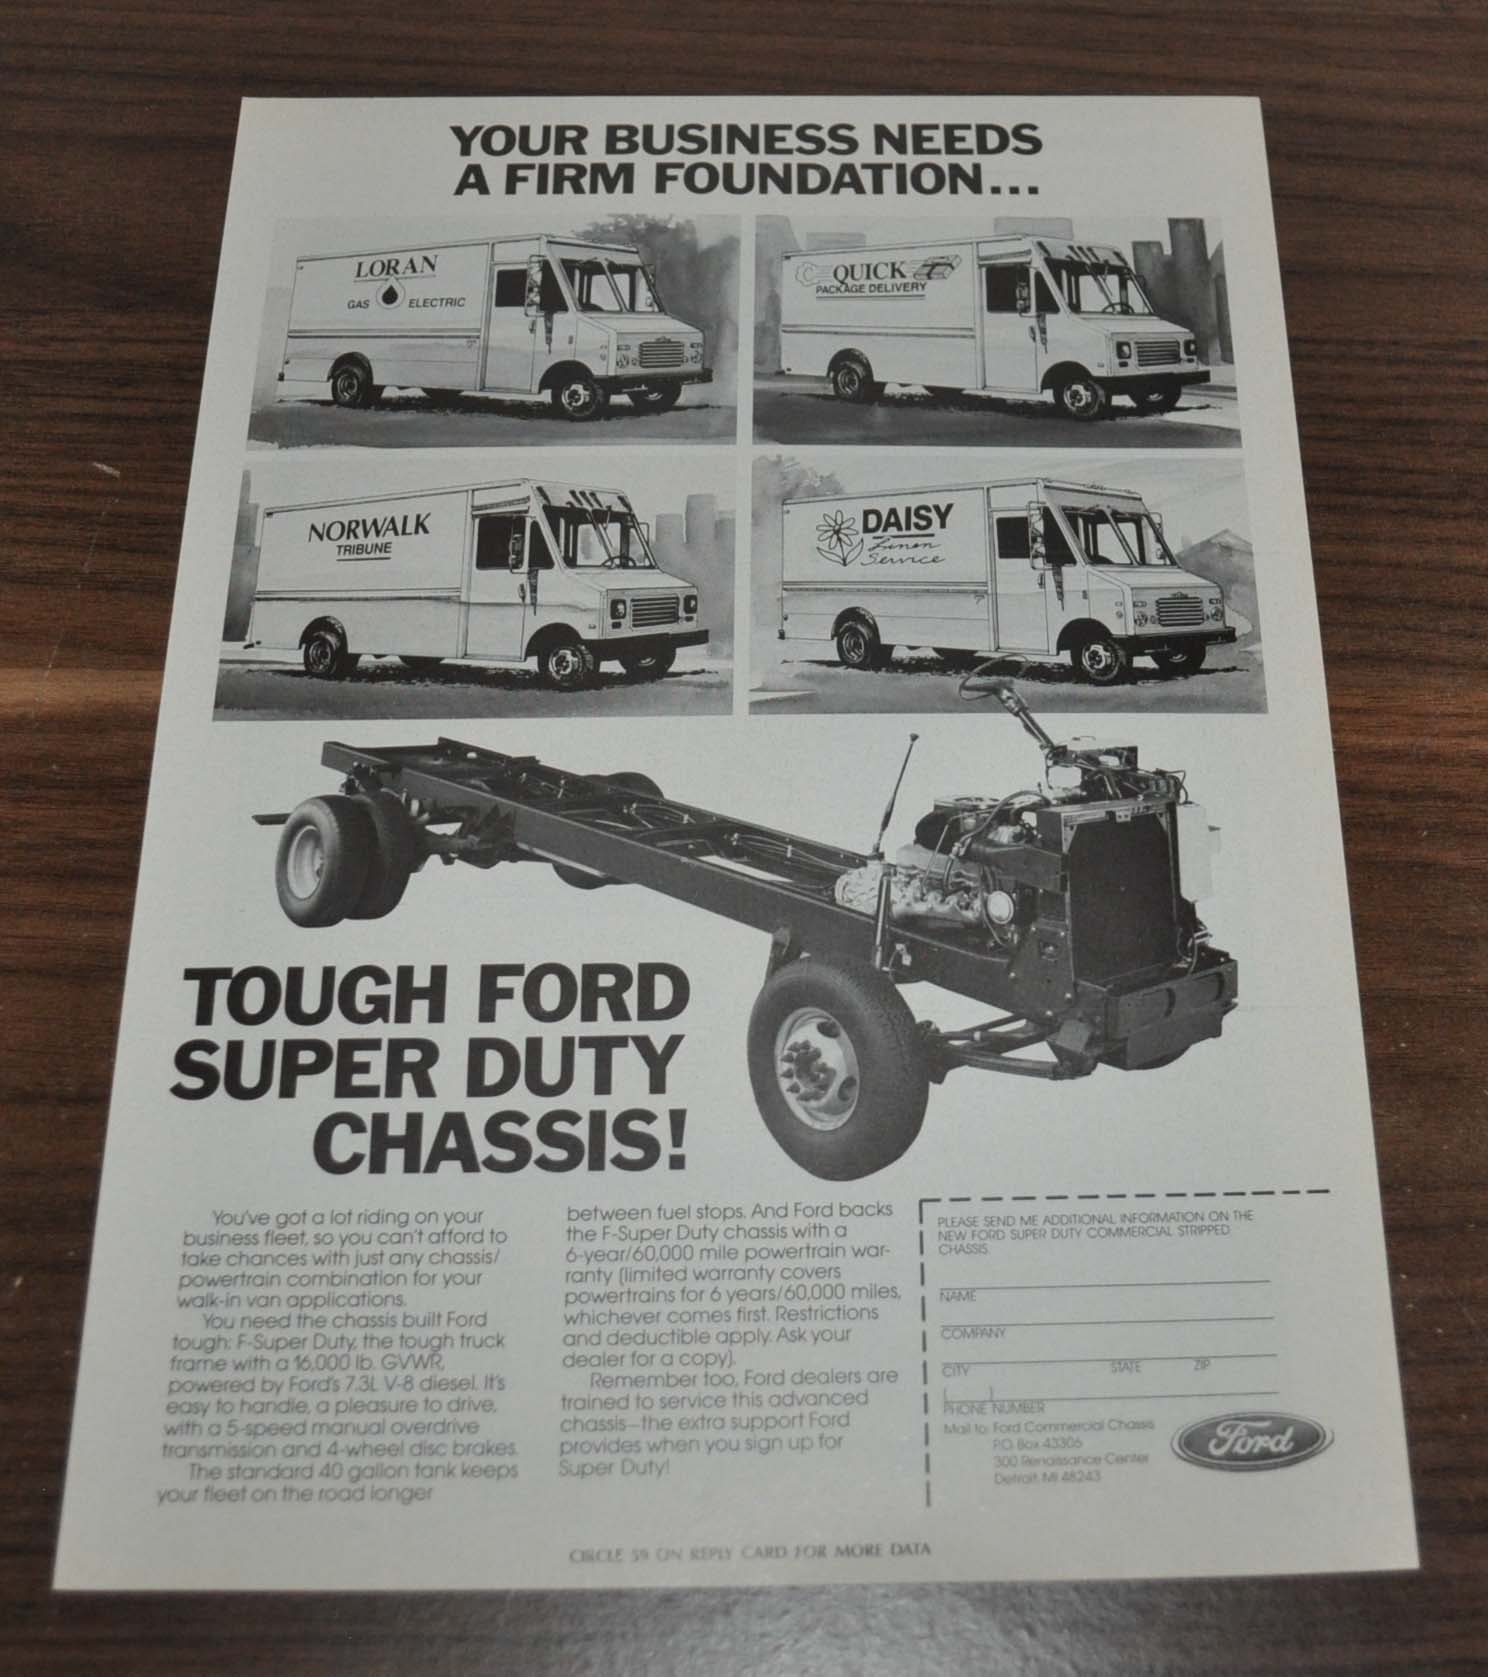 YOUR BUSINESS NEEDS
A FIRM FOUNDATION...
LORAN
GAS ELECTRIC
QUICK
PACKAGE DELIVERY
NORWALK
TRIBUNE
DAISY
Linen
Service
TOUGH FORD
SUPER DUTY
CHASSIS!
You've got a lot riding on your
business fleet, so you can't afford to
take chances with just any chassis/
powertrain combination for your
walk-in van applications.
You need the chassis built Ford
tough: F-Super Duty, the tough truck
frame with a 16,000 lb. GVWR,
powered by Ford's 7.3L V-8 diesel. It's
easy to handle, a pleasure to drive,
with a 5-speed manual overdrive
transmission and 4-wheel disc brakes.
The standard 40 gallon tank keeps
your fleet on the road longer
between fuel stops. And Ford backs
the F-Super Duty chassis with a
6-year/60,000 mile powertrain war-
ranty (limited warranty covers
powertrains for 6 years/60,000 miles,
whichever comes first. Restrictions
and deductible apply. Ask your
dealer for a copy).
Remember too, Ford dealers are
trained to service this advanced
chassis—the extra support Ford
provides when you sign up for
Super Duty!
PLEASE SEND ME ADDITIONAL INFORMATION ON THE
NEW FORD SUPER DUTY COMMERCIAL STRIPPED
CHASSIS.
NAME
COMPANY
CITY STATE ZIP
( )
PHONE NUMBER
Mail to: Ford Commercial Chassis
P.O. Box 43306
300 Renaissance Center
Detroit, MI 48243
Ford
CIRCLE 59 ON REPLY CARD FOR MORE DATA